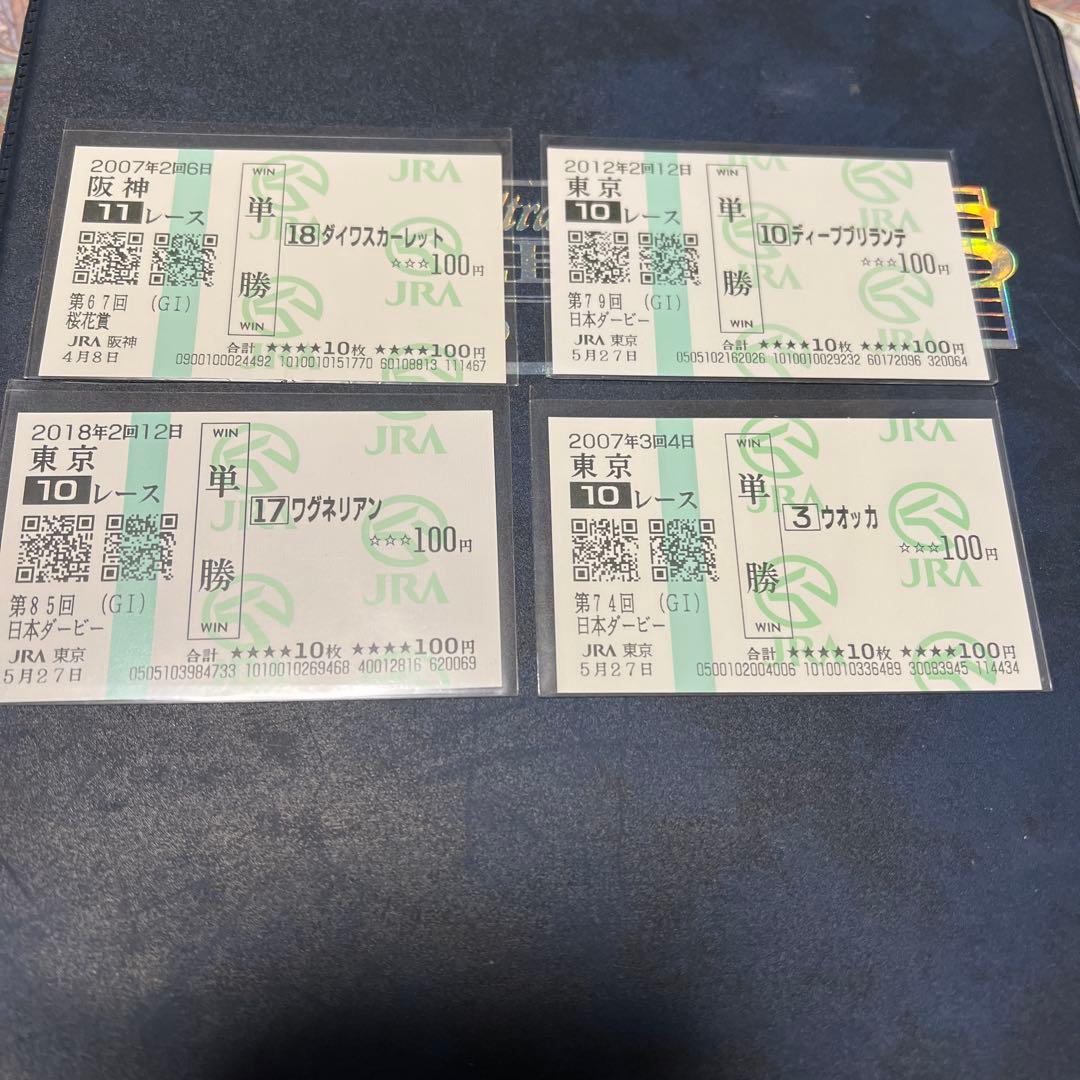 2007年2回6日
阪神
11レース
第67回 (GI)
桜花賞
JRA 阪神
4月8日
WIN
単勝
WIN
JRA
18 ダイワスカーレット
☆☆☆100円
JRA
合計 ★★★★10枚 ★★★★100円
0900100024492 1010010151770 60108813 111467
2012年2回12日
東京
10レース
第79回 (GI)
日本ダービー
JRA 東京
5月27日
WIN
単勝
WIN
JRA
10 ディープブリランテ
☆☆☆100円
JRA
合計 ★★★★10枚 ★★★★100円
0505102162026 1010010029232 60172096 320064
2018年2回12日
東京
10レース
第85回 (GI)
日本ダービー
JRA 東京
5月27日
WIN
単勝
WIN
JRA
17 ワグネリアン
☆☆☆100円
JRA
合計 ★★★★10枚 ★★★★100円
0505103984733 1010010269468 40012816 620069
2007年3回4日
東京
10レース
第74回 (GI)
日本ダービー
JRA 東京
5月27日
WIN
単勝
WIN
JRA
3 ウオッカ
☆☆☆100円
JRA
合計 ★★★★10枚 ★★★★100円
0500102004006 1010010336489 30083945 114434